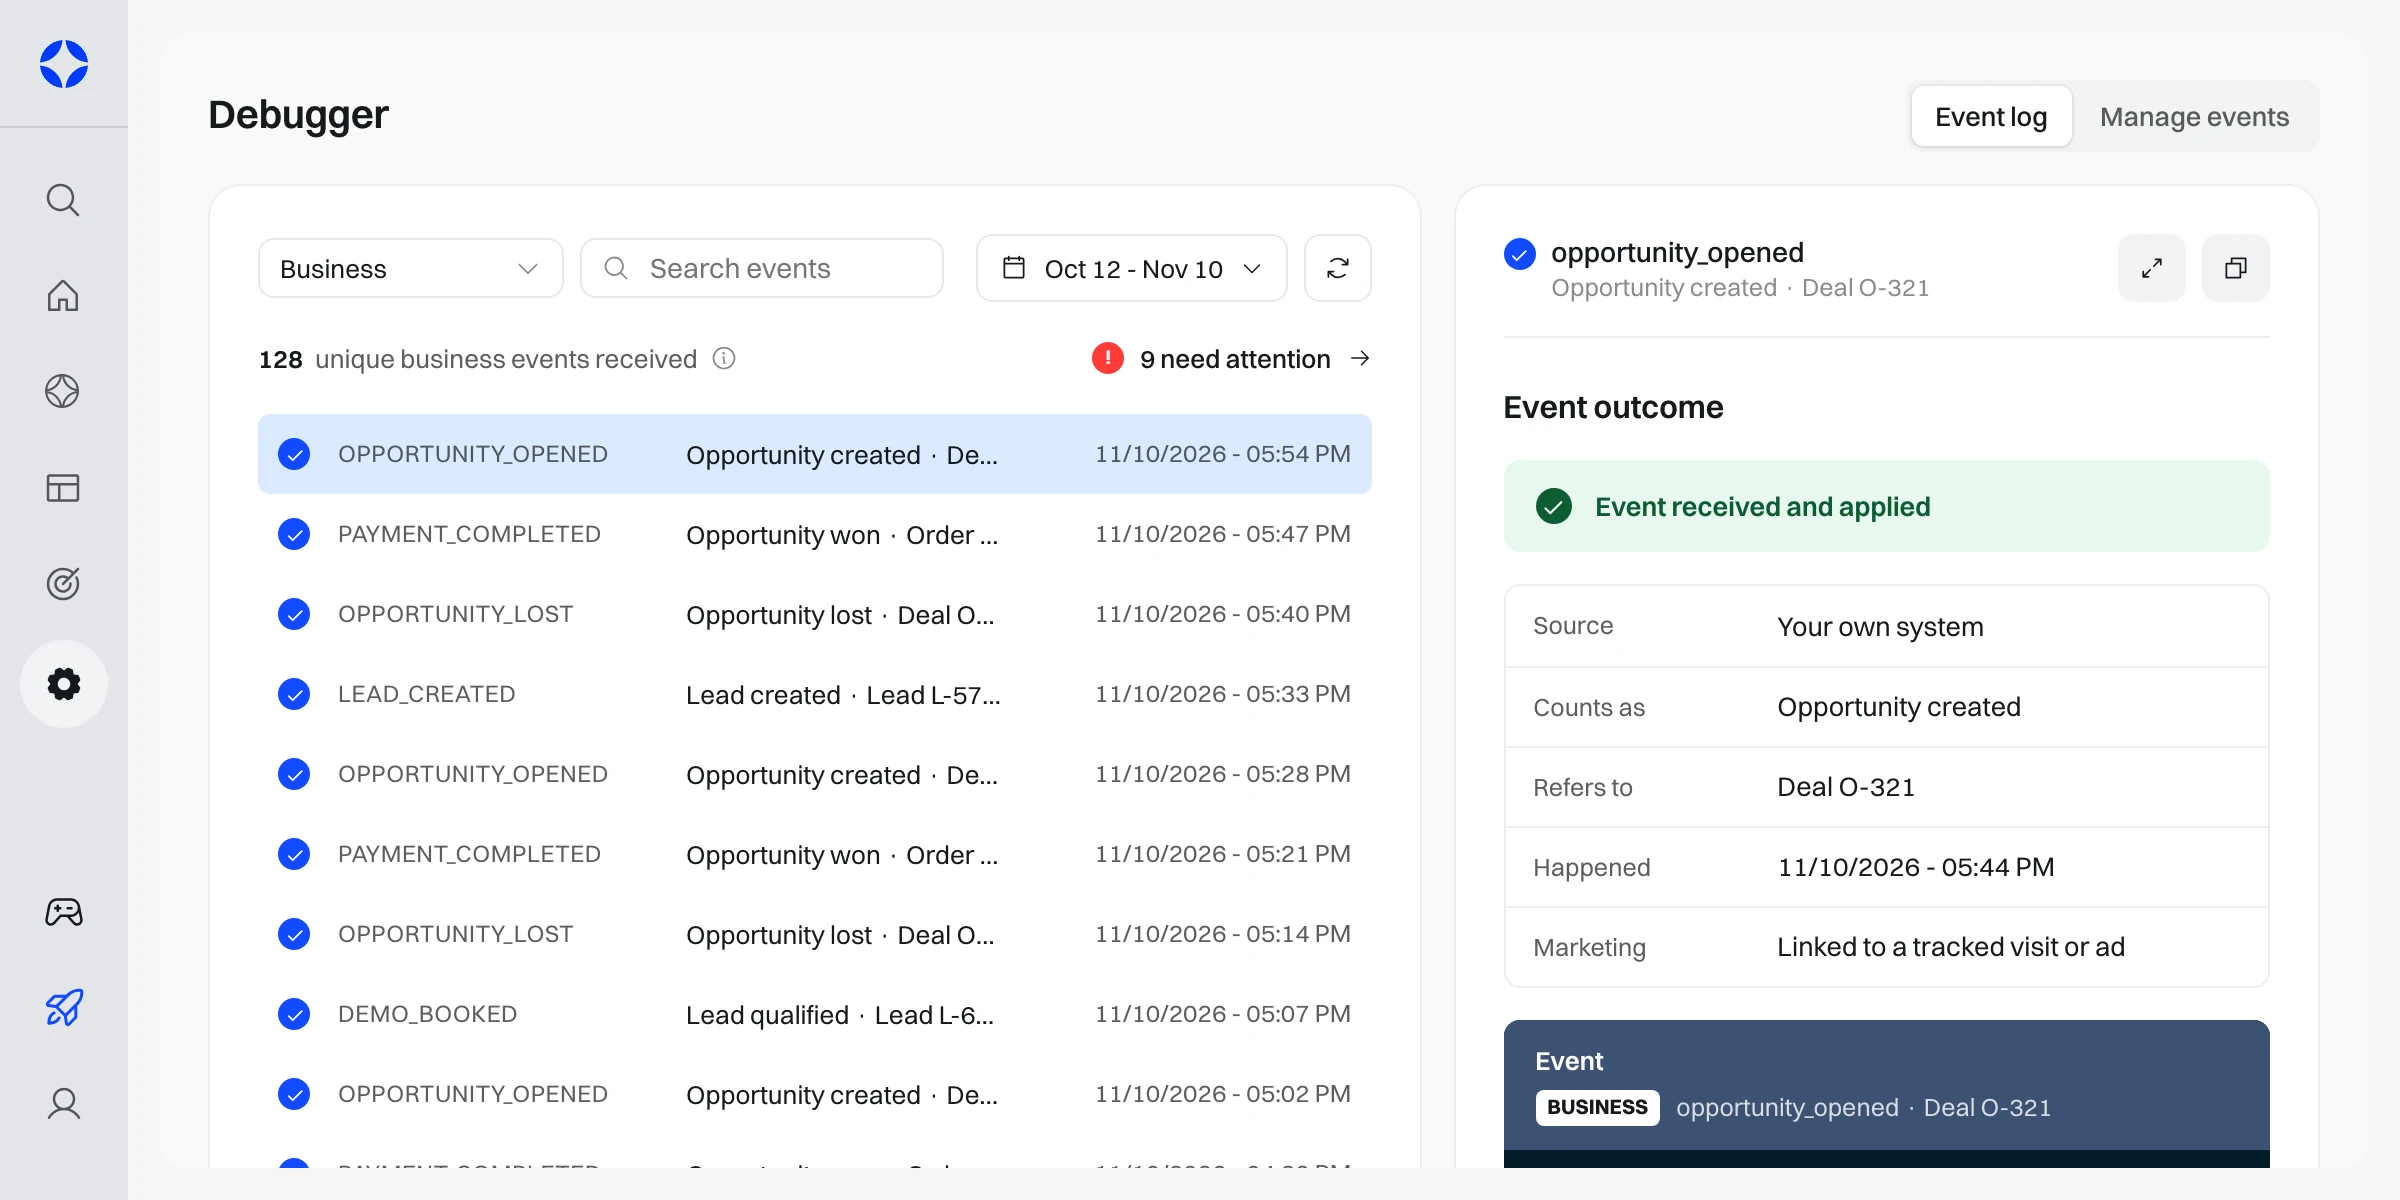 Debugger
Event log
Manage events
Business
Search events
Oct 12 - Nov 10
128 unique business events received
9 need attention
OPPORTUNITY_OPENED Opportunity created · De... 11/10/2026 - 05:54 PM
PAYMENT_COMPLETED Opportunity won · Order ... 11/10/2026 - 05:47 PM
OPPORTUNITY_LOST Opportunity lost · Deal O... 11/10/2026 - 05:40 PM
LEAD_CREATED Lead created · Lead L-57... 11/10/2026 - 05:33 PM
OPPORTUNITY_OPENED Opportunity created · De... 11/10/2026 - 05:28 PM
PAYMENT_COMPLETED Opportunity won · Order ... 11/10/2026 - 05:21 PM
OPPORTUNITY_LOST Opportunity lost · Deal O... 11/10/2026 - 05:14 PM
DEMO_BOOKED Lead qualified · Lead L-6... 11/10/2026 - 05:07 PM
OPPORTUNITY_OPENED Opportunity created · De... 11/10/2026 - 05:02 PM
opportunity_opened
Opportunity created · Deal O-321
Event outcome
Event received and applied
Source Your own system
Counts as Opportunity created
Refers to Deal O-321
Happened 11/10/2026 - 05:44 PM
Marketing Linked to a tracked visit or ad
Event
BUSINESS opportunity_opened · Deal O-321